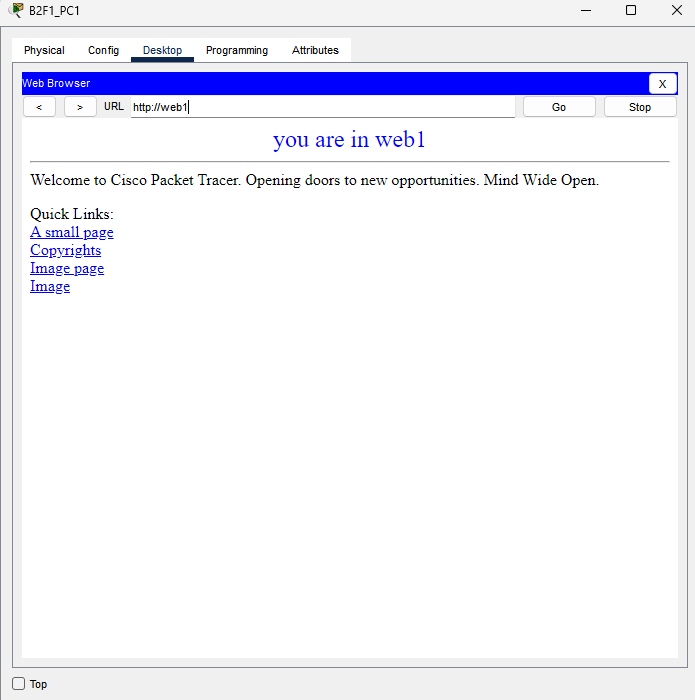 B2F1_PC1
Physical Config Desktop Programming Attributes
Web Browser X
< > URL http://web1 Go Stop
you are in web1
Welcome to Cisco Packet Tracer. Opening doors to new opportunities. Mind Wide Open.
Quick Links:
A small page
Copyrights
Image page
Image
Top